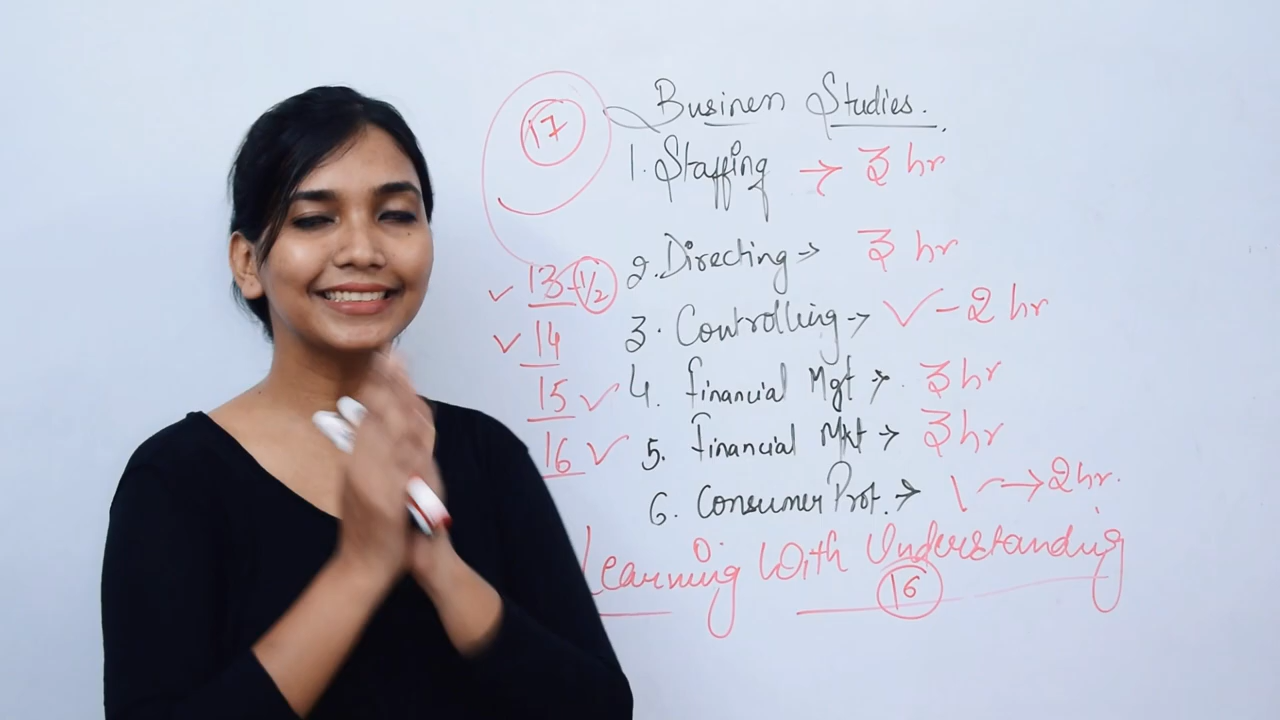 17
Business Studies.
1. Staffing → 3 hr
2. Directing → 3 hr
13 - 1/2
3. Controlling → ✓ - 2 hr
14
4. financial Mgt → 3 hr
15
5. financial Mkt → 3 hr
16
6. Consumer Prot. → ✓ → 2 hr.
Learning With Understanding
16